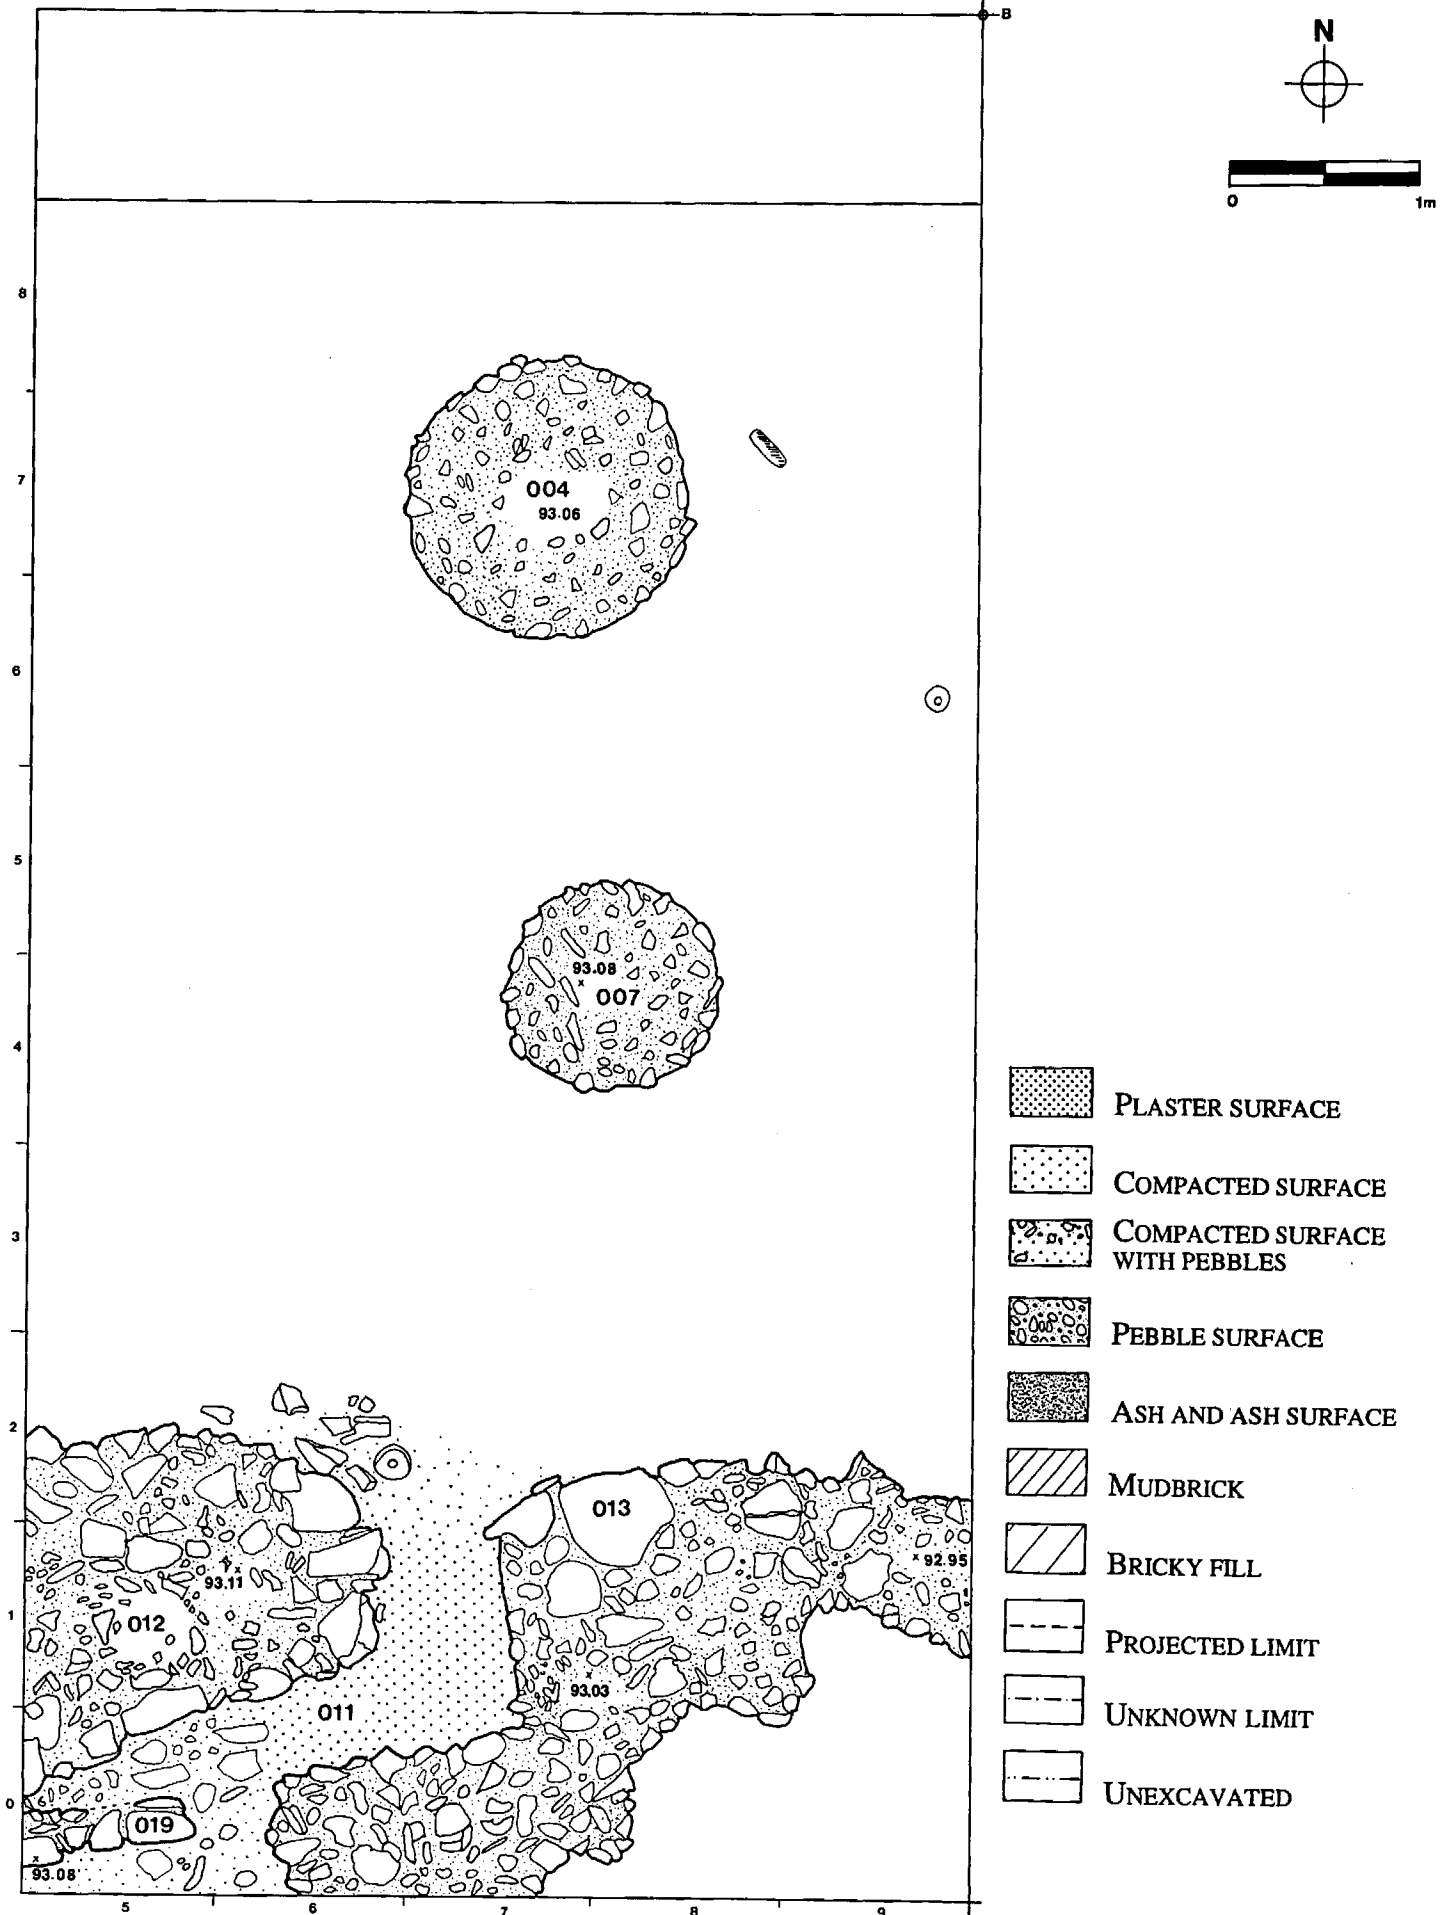 B
N
0 1m
8
7
6
5
4
3
2
1
0
004
93.06
93.08
x
007
013
x 92.95
93.11
x
012
x
93.03
011
019
x
93.08
5 6 7 8 9
PLASTER SURFACE
COMPACTED SURFACE
COMPACTED SURFACE
WITH PEBBLES
PEBBLE SURFACE
ASH AND ASH SURFACE
MUDBRICK
BRICKY FILL
PROJECTED LIMIT
UNKNOWN LIMIT
UNEXCAVATED